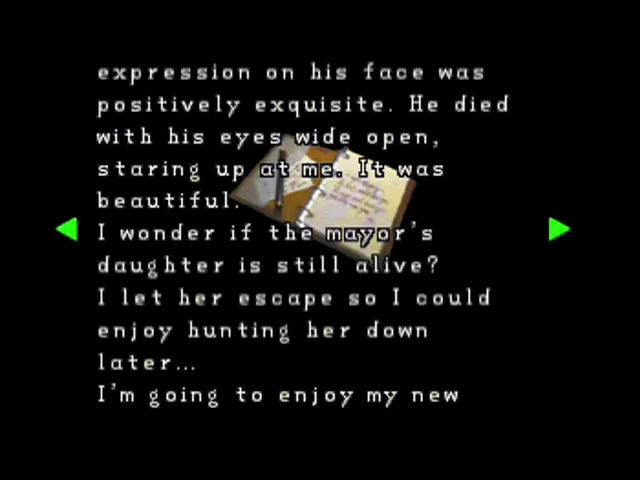 expression on his face was
positively exquisite. He died
with his eyes wide open,
staring up at me. It was
beautiful.
I wonder if the mayor's
daughter is still alive?
I let her escape so I could
enjoy hunting her down
later...
I'm going to enjoy my new